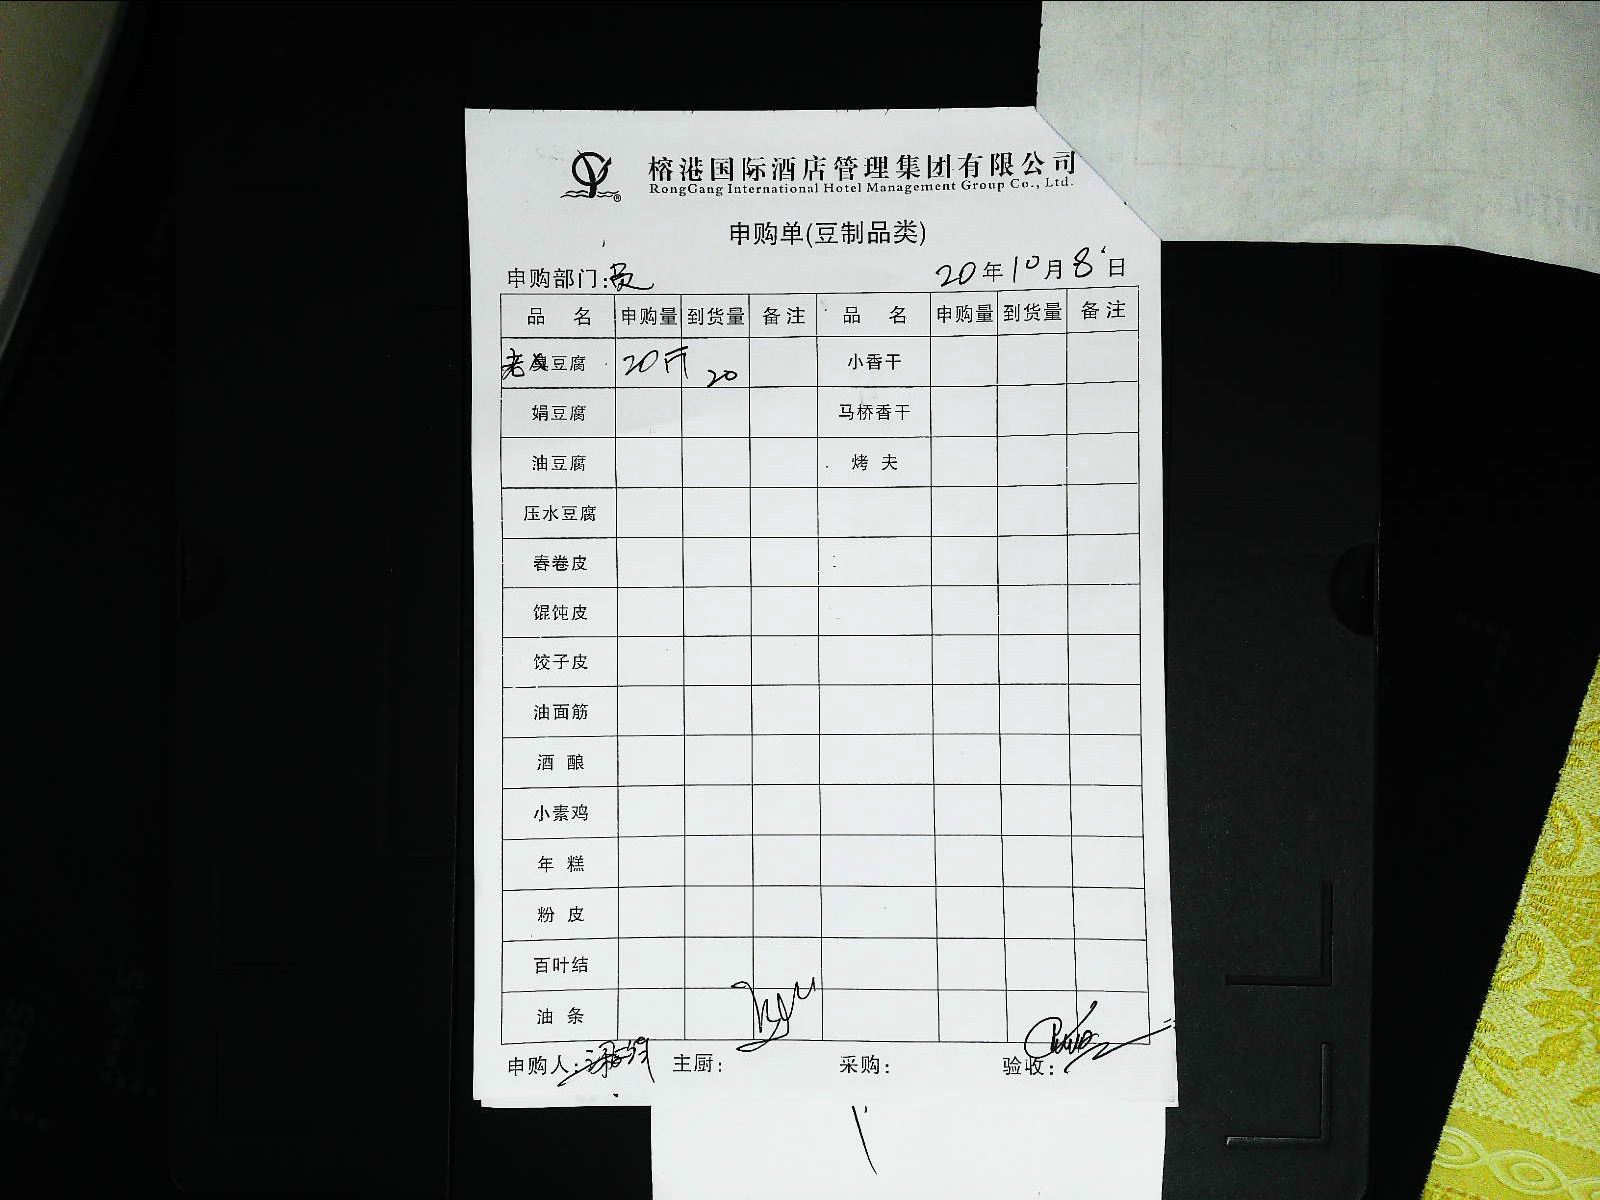 榕港国际酒店管理集团有限公司
RongGang International Hotel Management Group Co., Ltd.
申购单(豆制品类)
申购部门:员 20年10月8日
品 名 申购量 到货量 备注 品 名 申购量 到货量 备注
老臭豆腐 20斤 20 小香干
娟豆腐 马桥香干
油豆腐 烤 夫
压水豆腐
春卷皮
馄饨皮
饺子皮
油面筋
酒 酿
小素鸡
年 糕
粉 皮
百叶结
油 条
申购人: 主厨: 采购: 验收: